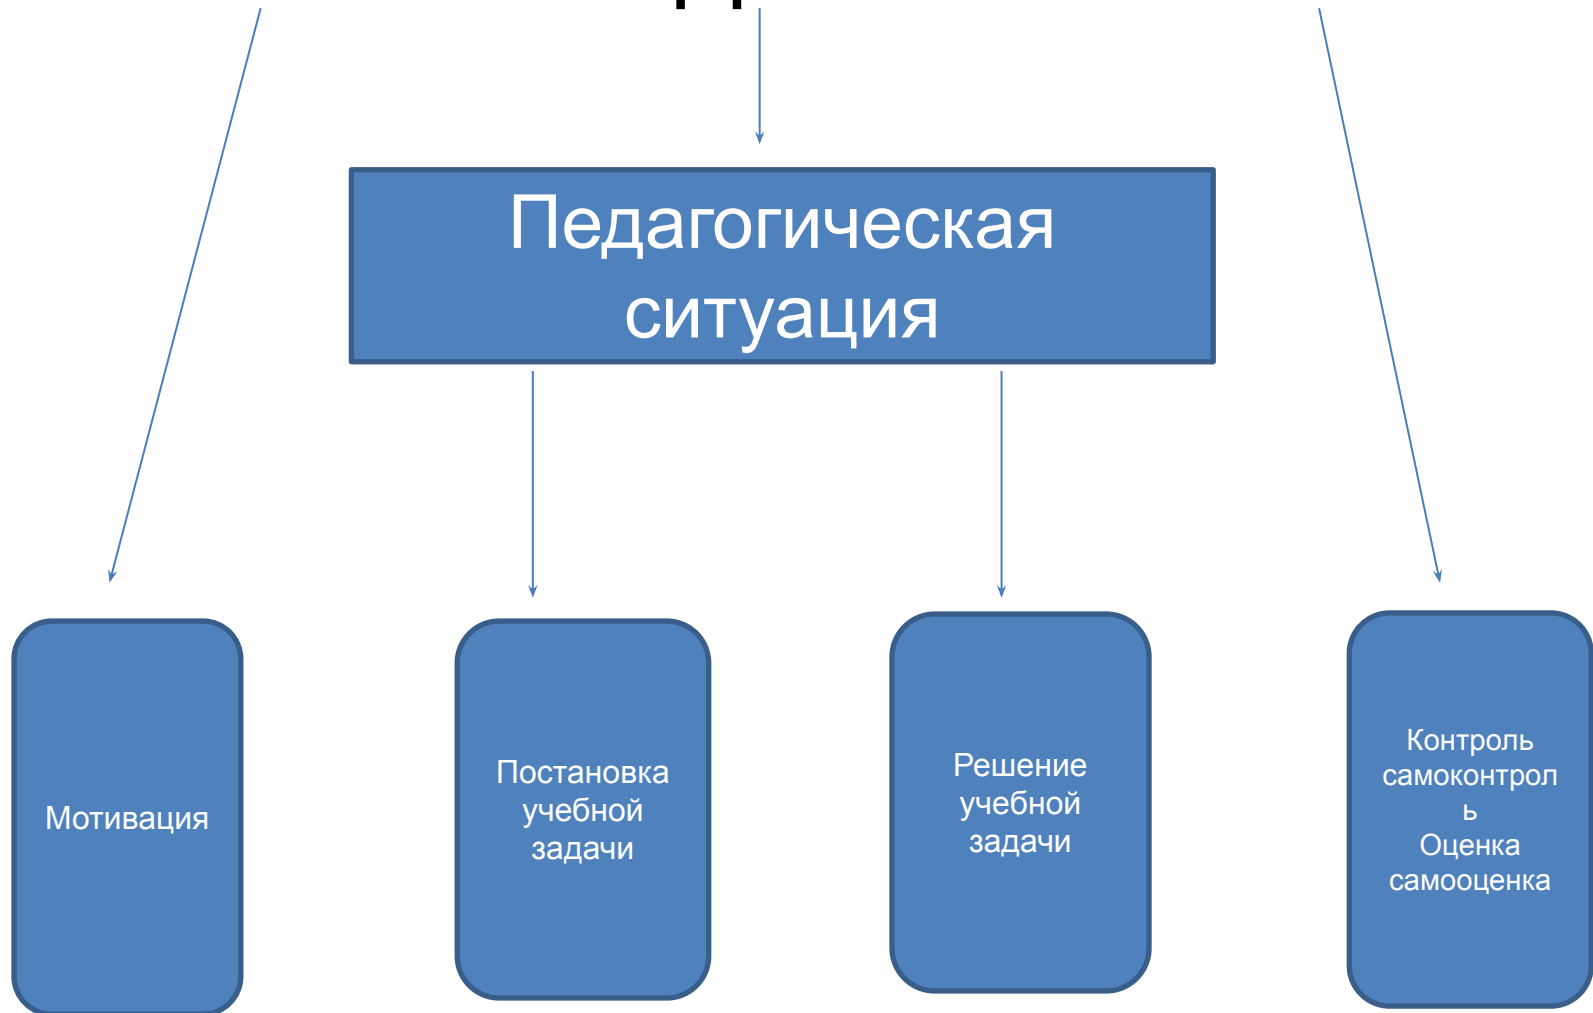 Педагогическая
ситуация
Мотивация
Постановка
учебной
задачи
Решение
учебной
задачи
Контроль
самоконтрол
ь
Оценка
самооценка